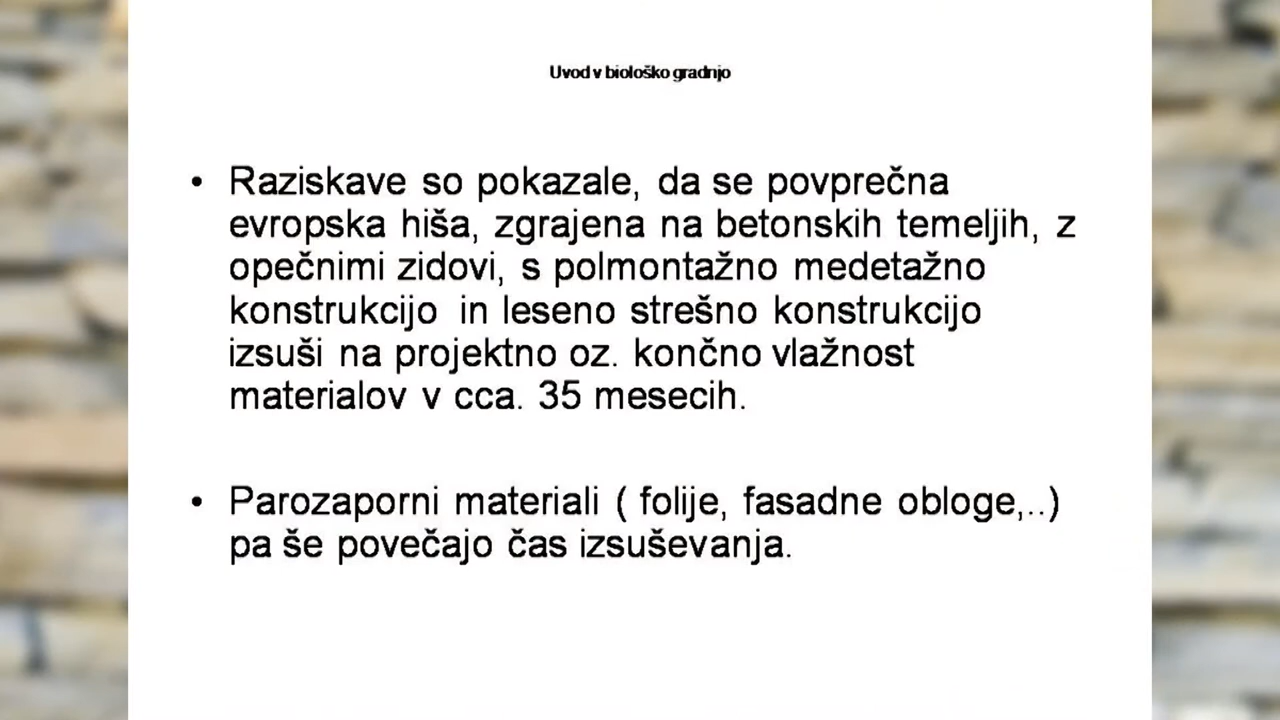 Uvod v biološko gradnjo
• Raziskave so pokazale, da se povprečna
evropska hiša, zgrajena na betonskih temeljih, z
opečnimi zidovi, s polmontažno medetažno
konstrukcijo in leseno strešno konstrukcijo
izsuši na projektno oz. končno vlažnost
materialov v cca. 35 mesecih.
• Parozaporni materiali ( folije, fasadne obloge,..)
pa še povečajo čas izsuševanja.